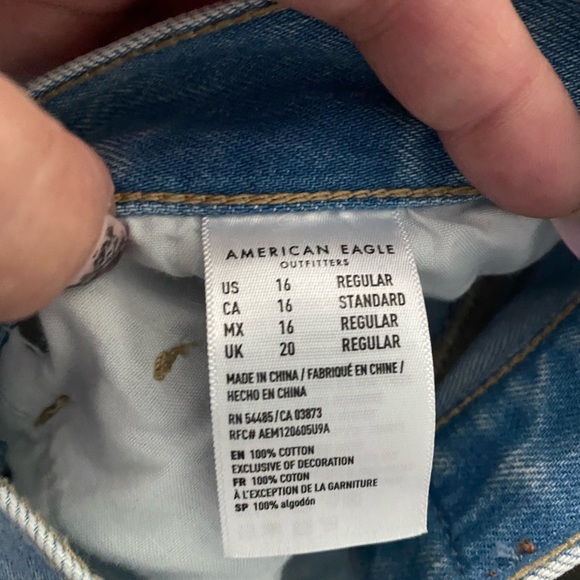 AMERICAN EAGLE
OUTFITTERS
US 16 REGULAR
CA 16 STANDARD
MX 16 REGULAR
UK 20 REGULAR
MADE IN CHINA / FABRIQUÉ EN CHINE /
HECHO EN CHINA
RN 54485/CA 03873
RFC# AEM120605U9A
EN 100% COTTON
EXCLUSIVE OF DECORATION
FR 100% COTON
À L'EXCEPTION DE LA GARNITURE
SP 100% algodón